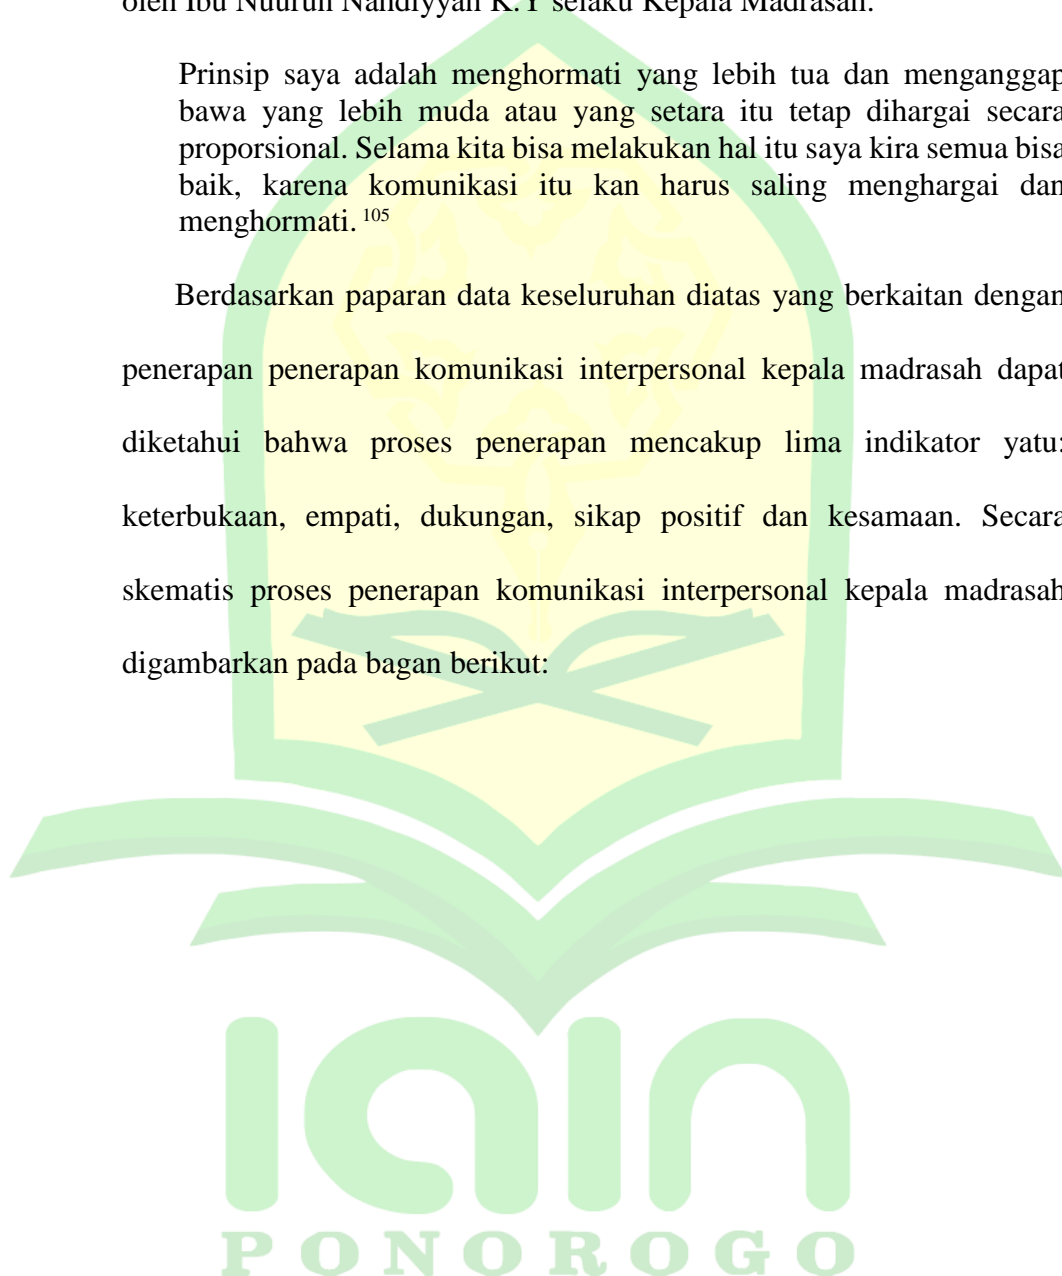 oleh Ibu Nuurun Nahdiyyah K.Y selaku Kepala Madrasah.
Prinsip saya adalah menghormati yang lebih tua dan menganggap
bawa yang lebih muda atau yang setara itu tetap dihargai secara
proporsional. Selama kita bisa melakukan hal itu saya kira semua bisa
baik, karena komunikasi itu kan harus saling menghargai dan
menghormati. 105
Berdasarkan paparan data keseluruhan diatas yang berkaitan dengan
penerapan penerapan komunikasi interpersonal kepala madrasah dapat
diketahui bahwa proses penerapan mencakup lima indikator yatu:
keterbukaan, empati, dukungan, sikap positif dan kesamaan. Secara
skematis proses penerapan komunikasi interpersonal kepala madrasah
digambarkan pada bagan berikut:
iain
PONOROGO